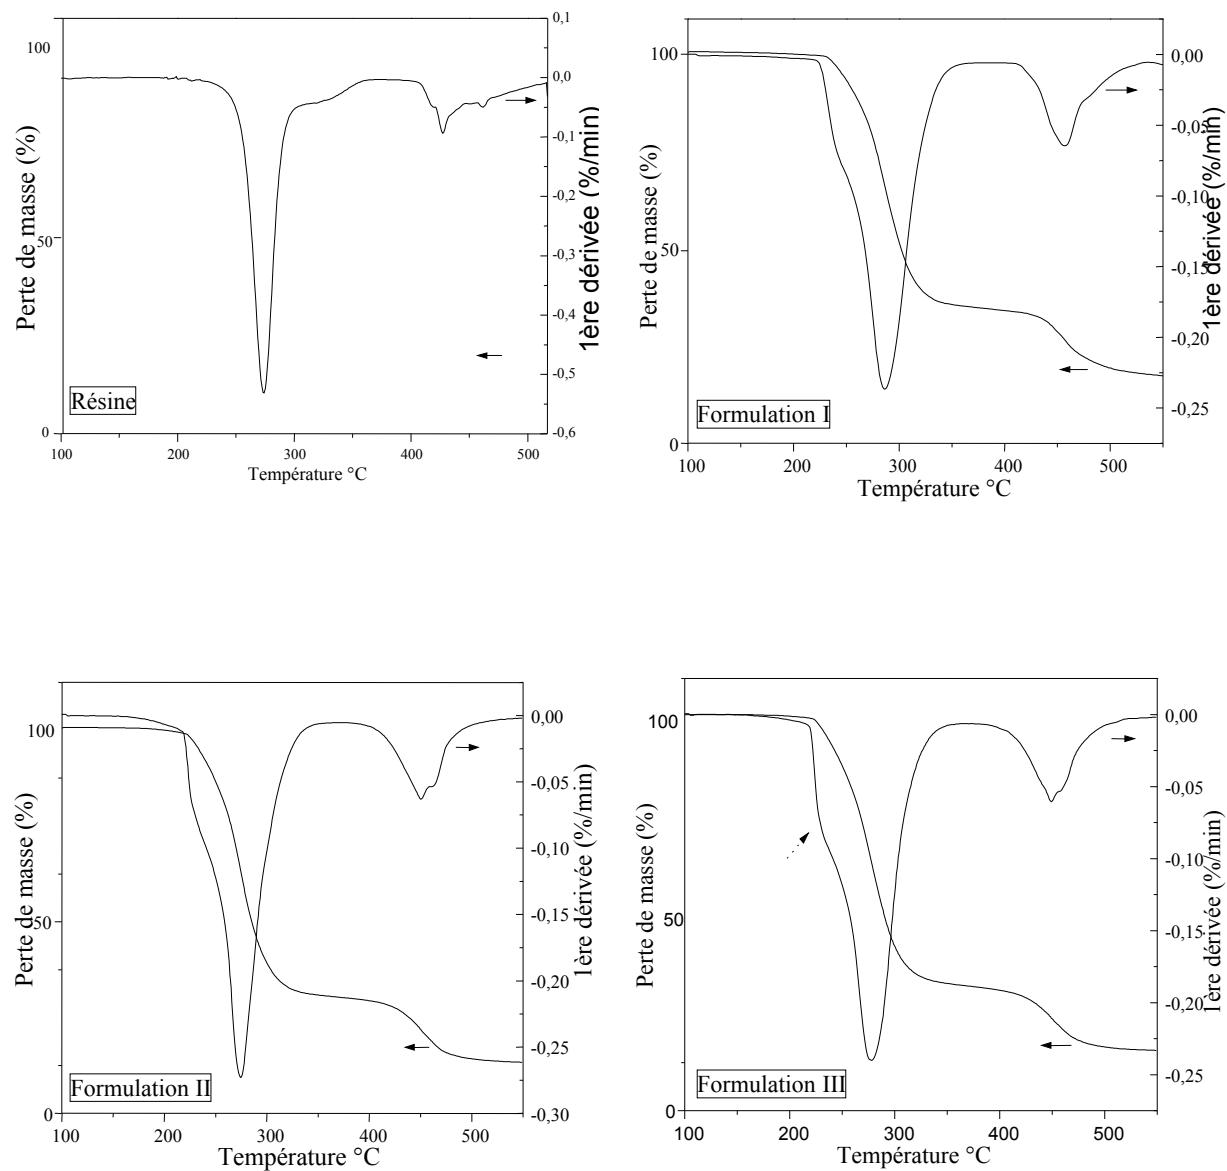 100
50
0
Perte de masse (%)
0,1
0,0
-0,1
-0,2
-0,3
-0,4
-0,5
-0,6
1ère dérivée (%/min)
Résine
100 200 300 400 500
Température °C
100
50
0
Perte de masse (%)
0,00
-0,05
-0,10
-0,15
-0,20
-0,25
1ère dérivée (%/min)
Formulation I
100 200 300 400 500
Température °C
100
50
0
Perte de masse (%)
0,00
-0,05
-0,10
-0,15
-0,20
-0,25
-0,30
1ère dérivée (%/min)
Formulation II
100 200 300 400 500
Température °C
100
50
0
Perte de masse (%)
0,00
-0,05
-0,10
-0,15
-0,20
-0,25
1ère dérivée (%/min)
Formulation III
100 200 300 400 500
Température °C